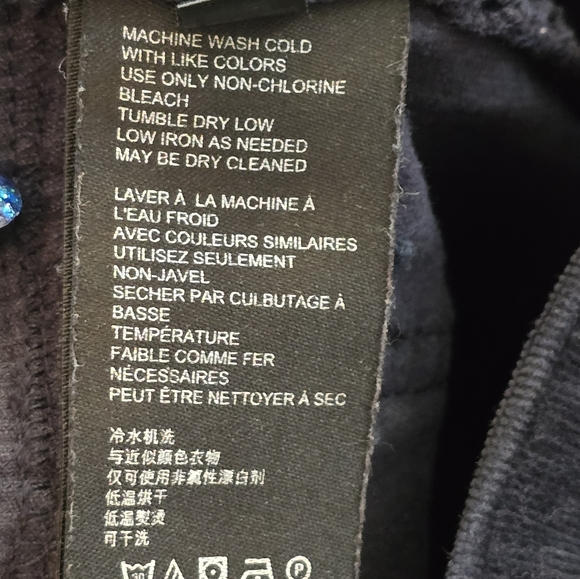 MACHINE WASH COLD
WITH LIKE COLORS
USE ONLY NON-CHLORINE
BLEACH
TUMBLE DRY LOW
LOW IRON AS NEEDED
MAY BE DRY CLEANED
LAVER À LA MACHINE À
L'EAU FROID
AVEC COULEURS SIMILAIRES
UTILISEZ SEULEMENT
NON-JAVEL
SECHER PAR CULBUTAGE À
BASSE
TEMPÉRATURE
FAIBLE COMME FER
NÉCESSAIRES
PEUT ÊTRE NETTOYER À SEC
冷水机洗
与近似颜色衣物
仅可使用非氯性漂白剂
低温烘干
低温熨烫
可干洗
30 P